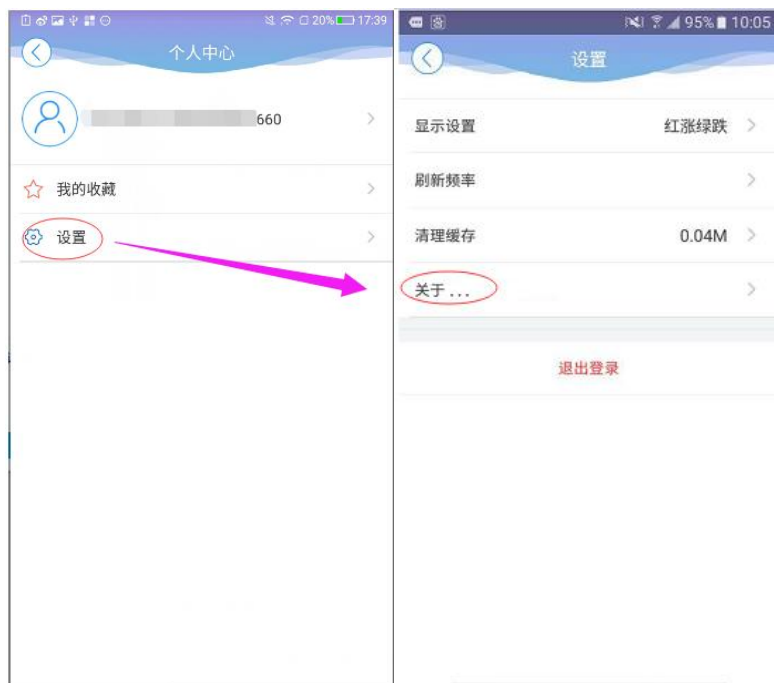 20% 17:39
个人中心
660
我的收藏
设置
95% 10:05
设置
显示设置 红涨绿跌
刷新频率
清理缓存 0.04M
关于...
退出登录